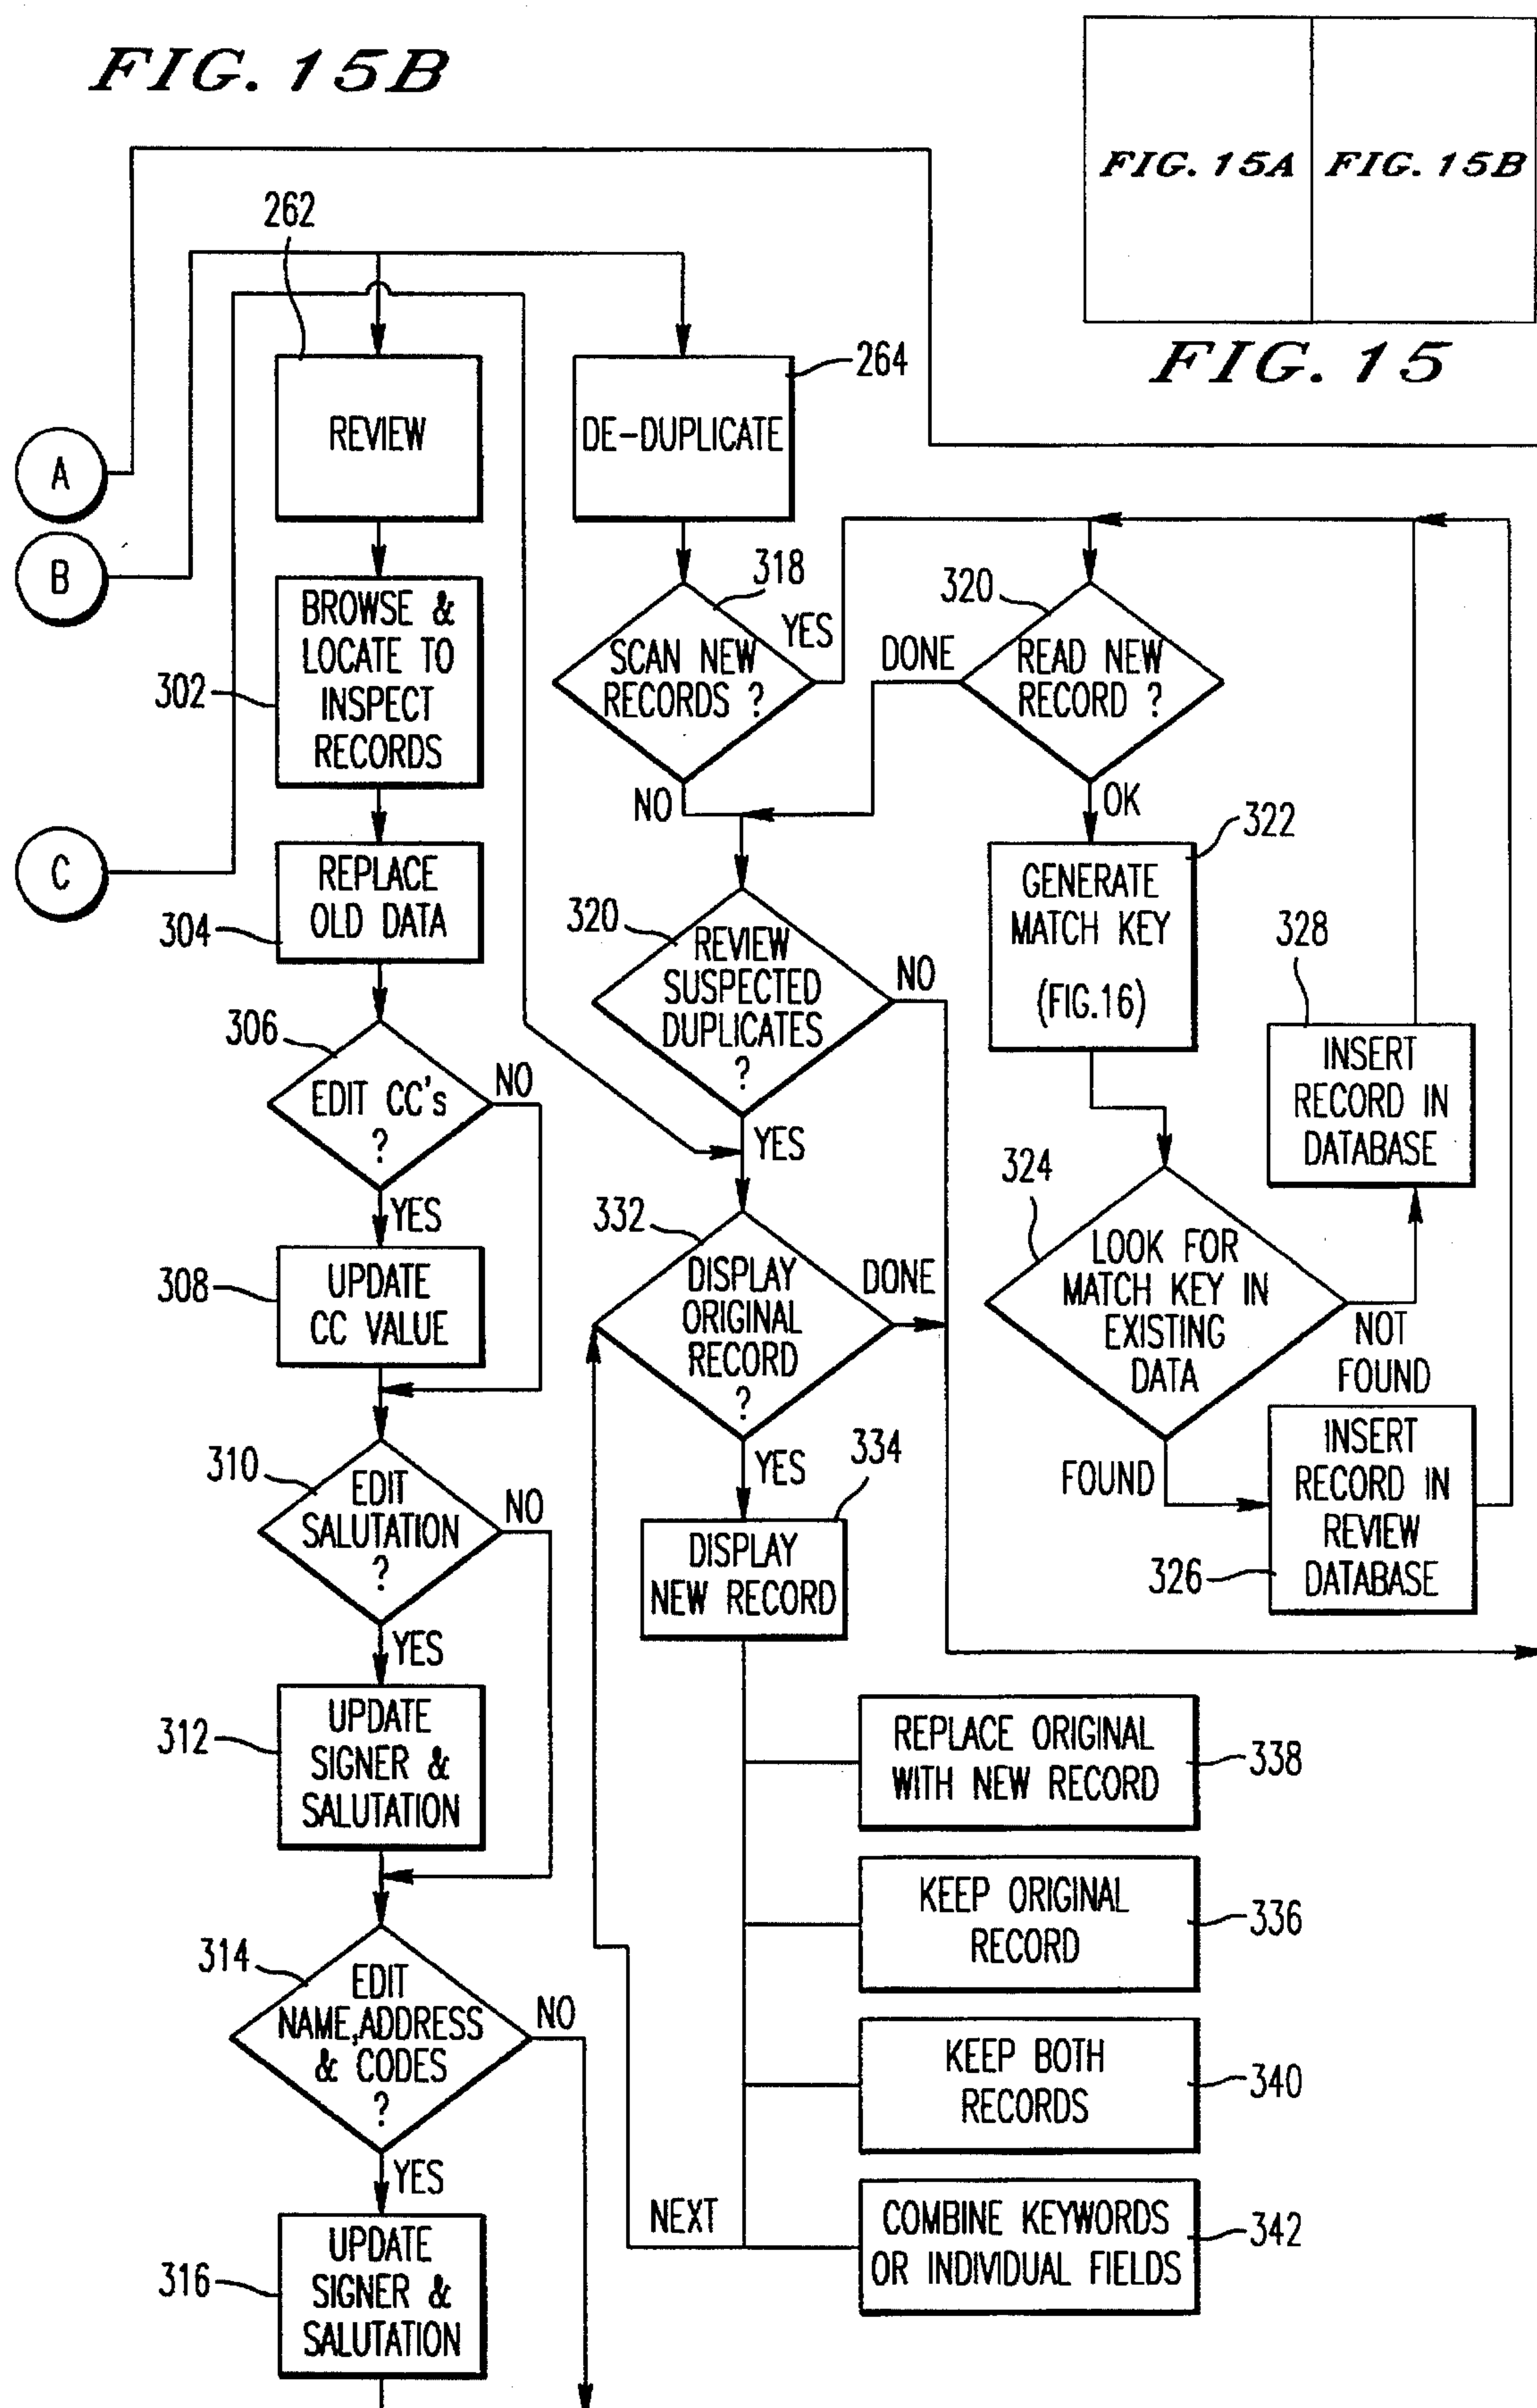 FIG. 15B
FIG. 15A
FIG. 15B
FIG. 15
A
B
C
262
REVIEW
302
BROWSE &
LOCATE TO
INSPECT
RECORDS
304
REPLACE
OLD DATA
306
EDIT CC's
?
NO
YES
308
UPDATE
CC VALUE
310
EDIT
SALUTATION
?
NO
YES
312
UPDATE
SIGNER &
SALUTATION
314
EDIT
NAME,ADDRESS
& CODES
?
NO
YES
316
UPDATE
SIGNER &
SALUTATION
264
DE-DUPLICATE
318
SCAN NEW
RECORDS ?
YES
NO
320
READ NEW
RECORD ?
DONE
OK
322
GENERATE
MATCH KEY
(FIG.16)
324
LOOK FOR
MATCH KEY IN
EXISTING
DATA
NOT
FOUND
FOUND
328
INSERT
RECORD IN
DATABASE
326
INSERT
RECORD IN
REVIEW
DATABASE
320
REVIEW
SUSPECTED
DUPLICATES
?
NO
YES
332
DISPLAY
ORIGINAL
RECORD
?
DONE
YES
334
DISPLAY
NEW RECORD
REPLACE ORIGINAL
WITH NEW RECORD
338
KEEP ORIGINAL
RECORD
336
KEEP BOTH
RECORDS
340
NEXT
COMBINE KEYWORDS
OR INDIVIDUAL FIELDS
342